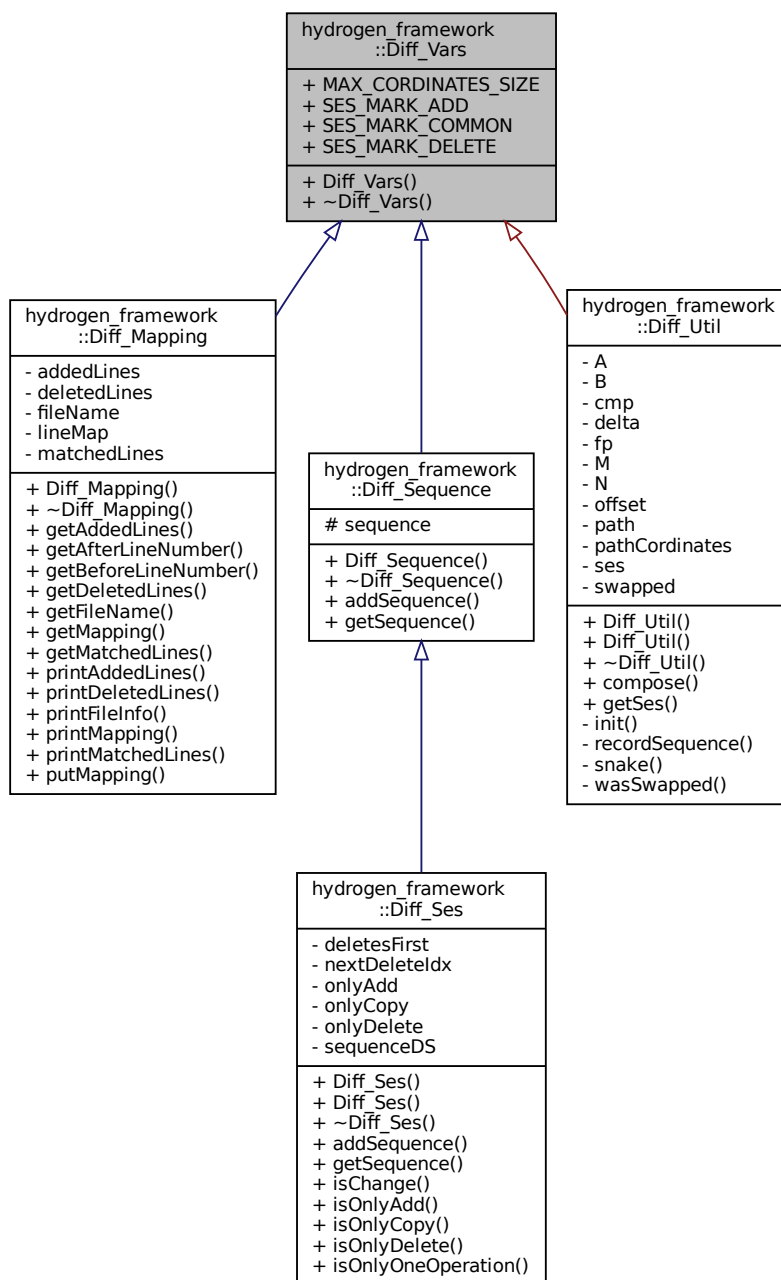 hydrogen_framework
::Diff_Vars
+ MAX_CORDINATES_SIZE
+ SES_MARK_ADD
+ SES_MARK_COMMON
+ SES_MARK_DELETE
+ Diff_Vars()
+ ~Diff_Vars()
hydrogen_framework
::Diff_Mapping
- addedLines
- deletedLines
- fileName
- lineMap
- matchedLines
+ Diff_Mapping()
+ ~Diff_Mapping()
+ getAddedLines()
+ getAfterLineNumber()
+ getBeforeLineNumber()
+ getDeletedLines()
+ getFileName()
+ getMapping()
+ getMatchedLines()
+ printAddedLines()
+ printDeletedLines()
+ printFileInfo()
+ printMapping()
+ printMatchedLines()
+ putMapping()
hydrogen_framework
::Diff_Sequence
# sequence
+ Diff_Sequence()
+ ~Diff_Sequence()
+ addSequence()
+ getSequence()
hydrogen_framework
::Diff_Util
- A
- B
- cmp
- delta
- fp
- M
- N
- offset
- path
- pathCordinates
- ses
- swapped
+ Diff_Util()
+ Diff_Util()
+ ~Diff_Util()
+ compose()
+ getSes()
- init()
- recordSequence()
- snake()
- wasSwapped()
hydrogen_framework
::Diff_Ses
- deletesFirst
- nextDeleteIdx
- onlyAdd
- onlyCopy
- onlyDelete
- sequenceDS
+ Diff_Ses()
+ Diff_Ses()
+ ~Diff_Ses()
+ addSequence()
+ getSequence()
+ isChange()
+ isOnlyAdd()
+ isOnlyCopy()
+ isOnlyDelete()
+ isOnlyOneOperation()